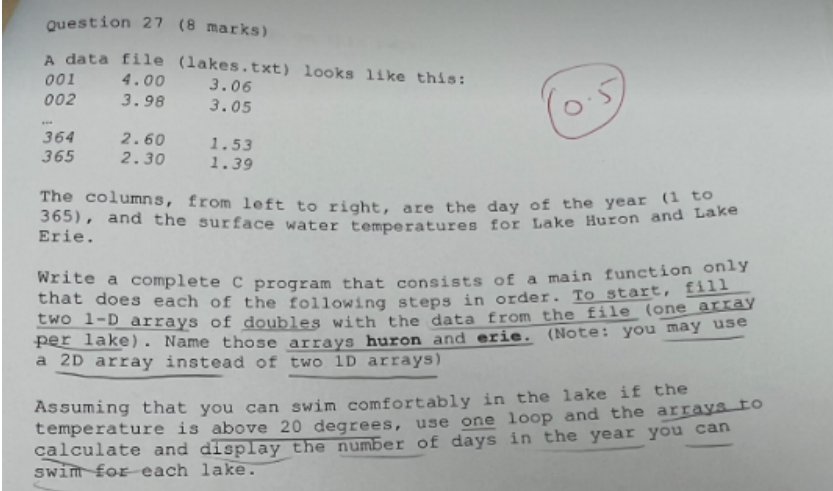 Question 27 (8 marks)
A data file (lakes.txt) looks like this:
001 4.00 3.06
002 3.98 3.05
...
364 2.60 1.53
365 2.30 1.39
0.5
The columns, from left to right, are the day of the year (1 to
365), and the surface water temperatures for Lake Huron and Lake
Erie.
Write a complete C program that consists of a main function only
that does each of the following steps in order. To start, fill
two 1-D arrays of doubles with the data from the file (one array
per lake). Name those arrays huron and erie. (Note: you may use
a 2D array instead of two 1D arrays)
Assuming that you can swim comfortably in the lake if the
temperature is above 20 degrees, use one loop and the arrays to
calculate and display the number of days in the year you can
swim for each lake.